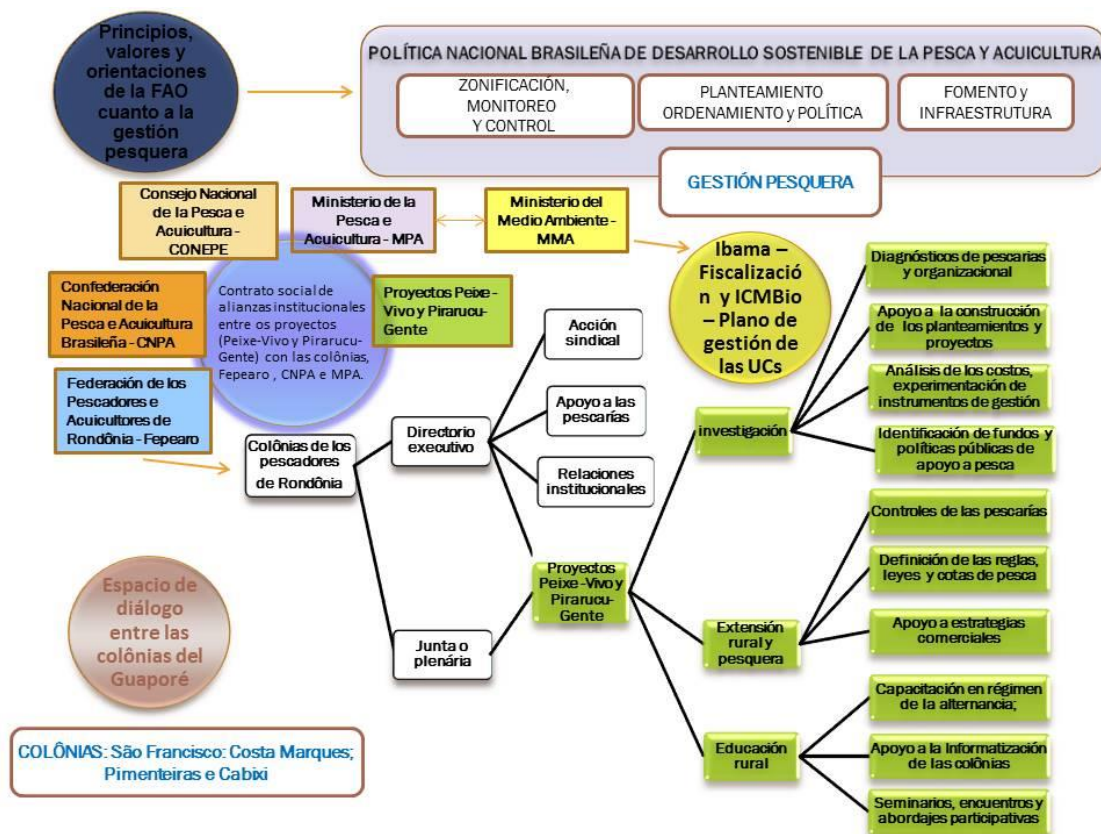 Principios,
valores y
orientaciones
de la FAO
cuanto a la
gestión
pesquera
POLÍTICA NACIONAL BRASILEÑA DE DESARROLLO SOSTENIBLE DE LA PESCA Y ACUICULTURA
ZONIFICACIÓN,
MONITOREO
Y CONTROL
PLANTEAMIENTO
ORDENAMIENTO y POLÍTICA
FOMENTO y
INFRAESTRUTURA
GESTIÓN PESQUERA
Consejo Nacional
de la Pesca e
Acuicultura -
CONEPE
Ministerio de la
Pesca e
Acuicultura - MPA
Ministerio del
Medio Ambiente -
MMA
Ibama –
Fiscalizació
n y ICMBio
– Plano de
gestión de
las UCs
Confederación
Nacional de la
Pesca e Acuicultura
Brasileña - CNPA
Contrato social de
alianzas institucionales
entre os proyectos
(Peixe-Vivo y Pirarucu-
Gente) con las colônias,
Fepearo , CNPA e MPA.
Proyectos Peixe -
Vivo y Pirarucu-
Gente
Federación de los
Pescadores e
Acuicultores de
Rondônia - Fepearo
Colônias de los
pescadores
de Rondônia
Directorio
executivo
Junta o
plenária
Acción
sindical
Apoyo a las
pescarías
Relaciones
institucionales
Proyectos
Peixe -Vivo y
Pirarucu-
Gente
investigación
Extensión
rural y
pesquera
Educación
rural
Diagnósticos de pescarias
y organizacional
Apoyo a la construcción
de los planteamientos y
proyectos
Análisis de los costos,
experimentación de
instrumentos de gestión
Identificación de fundos y
políticas públicas de
apoyo a pesca
Controles de las pescarías
Definición de las reglas,
leyes y cotas de pesca
Apoyo a estrategias
comerciales
Capacitación en régimen
de la alternancia;
Apoyo a la Informatización
de las colônias
Seminarios, encuentros y
abordajes participativas
Espacio de
diálogo
entre las
colônias del
Guaporé
COLÔNIAS: São Francisco: Costa Marques;
Pimenteiras e Cabixi